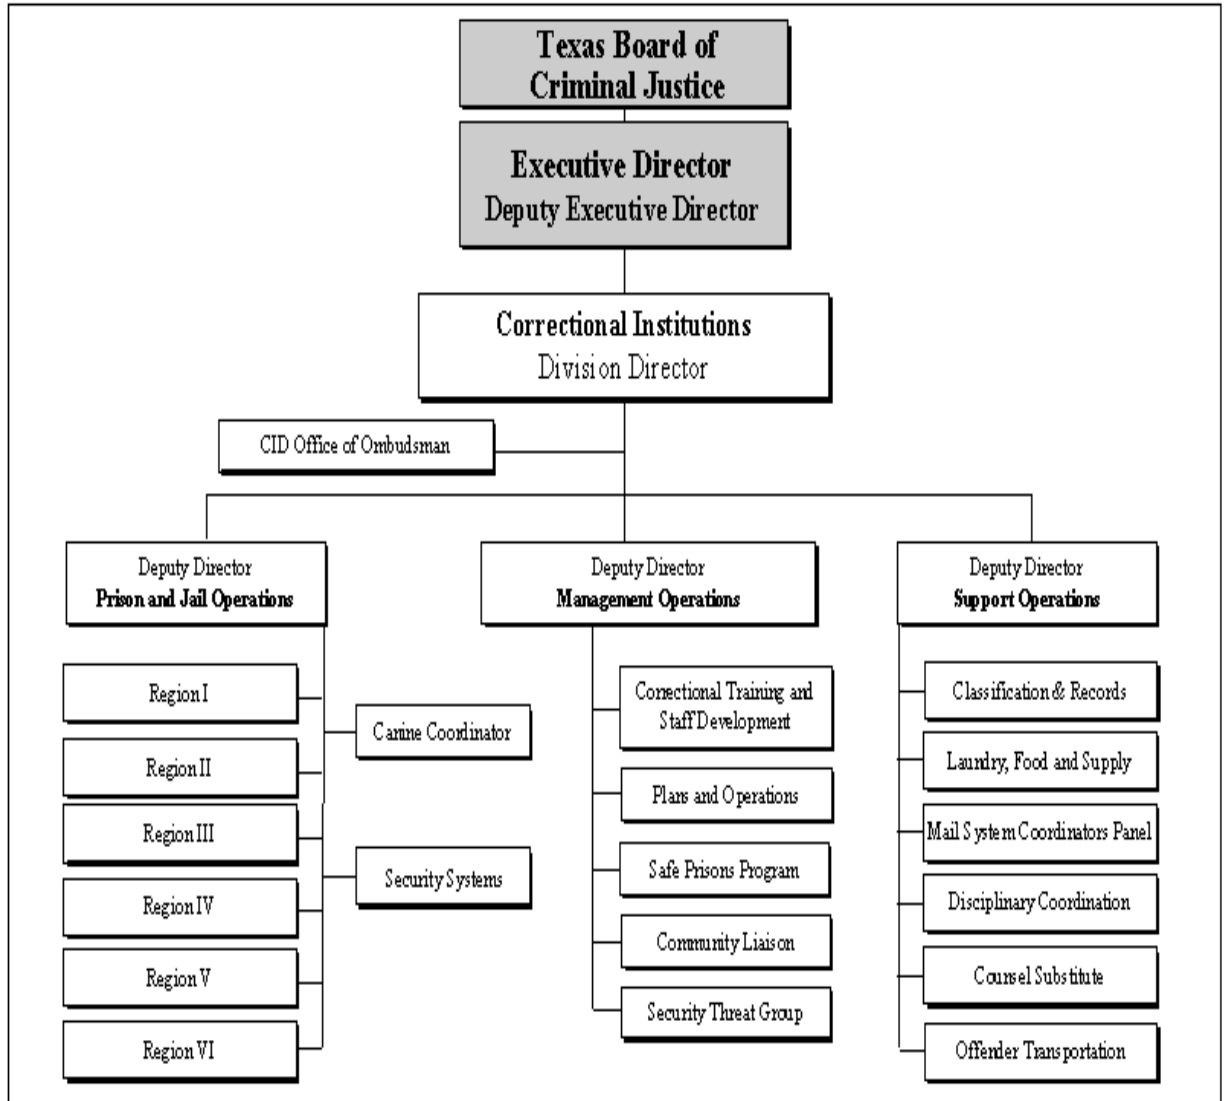 Texas Board of
Criminal Justice
Executive Director
Deputy Executive Director
Correctional Institutions
Division Director
CID Office of Ombudsman
Deputy Director
Prison and Jail Operations
Region I
Region II
Region III
Region IV
Region V
Region VI
Canine Coordinator
Security Systems
Deputy Director
Management Operations
Correctional Training and
Staff Development
Plans and Operations
Safe Prisons Program
Community Liaison
Security Threat Group
Deputy Director
Support Operations
Classification & Records
Laundry, Food and Supply
Mail System Coordinators Panel
Disciplinary Coordination
Counsel Substitute
Offender Transportation